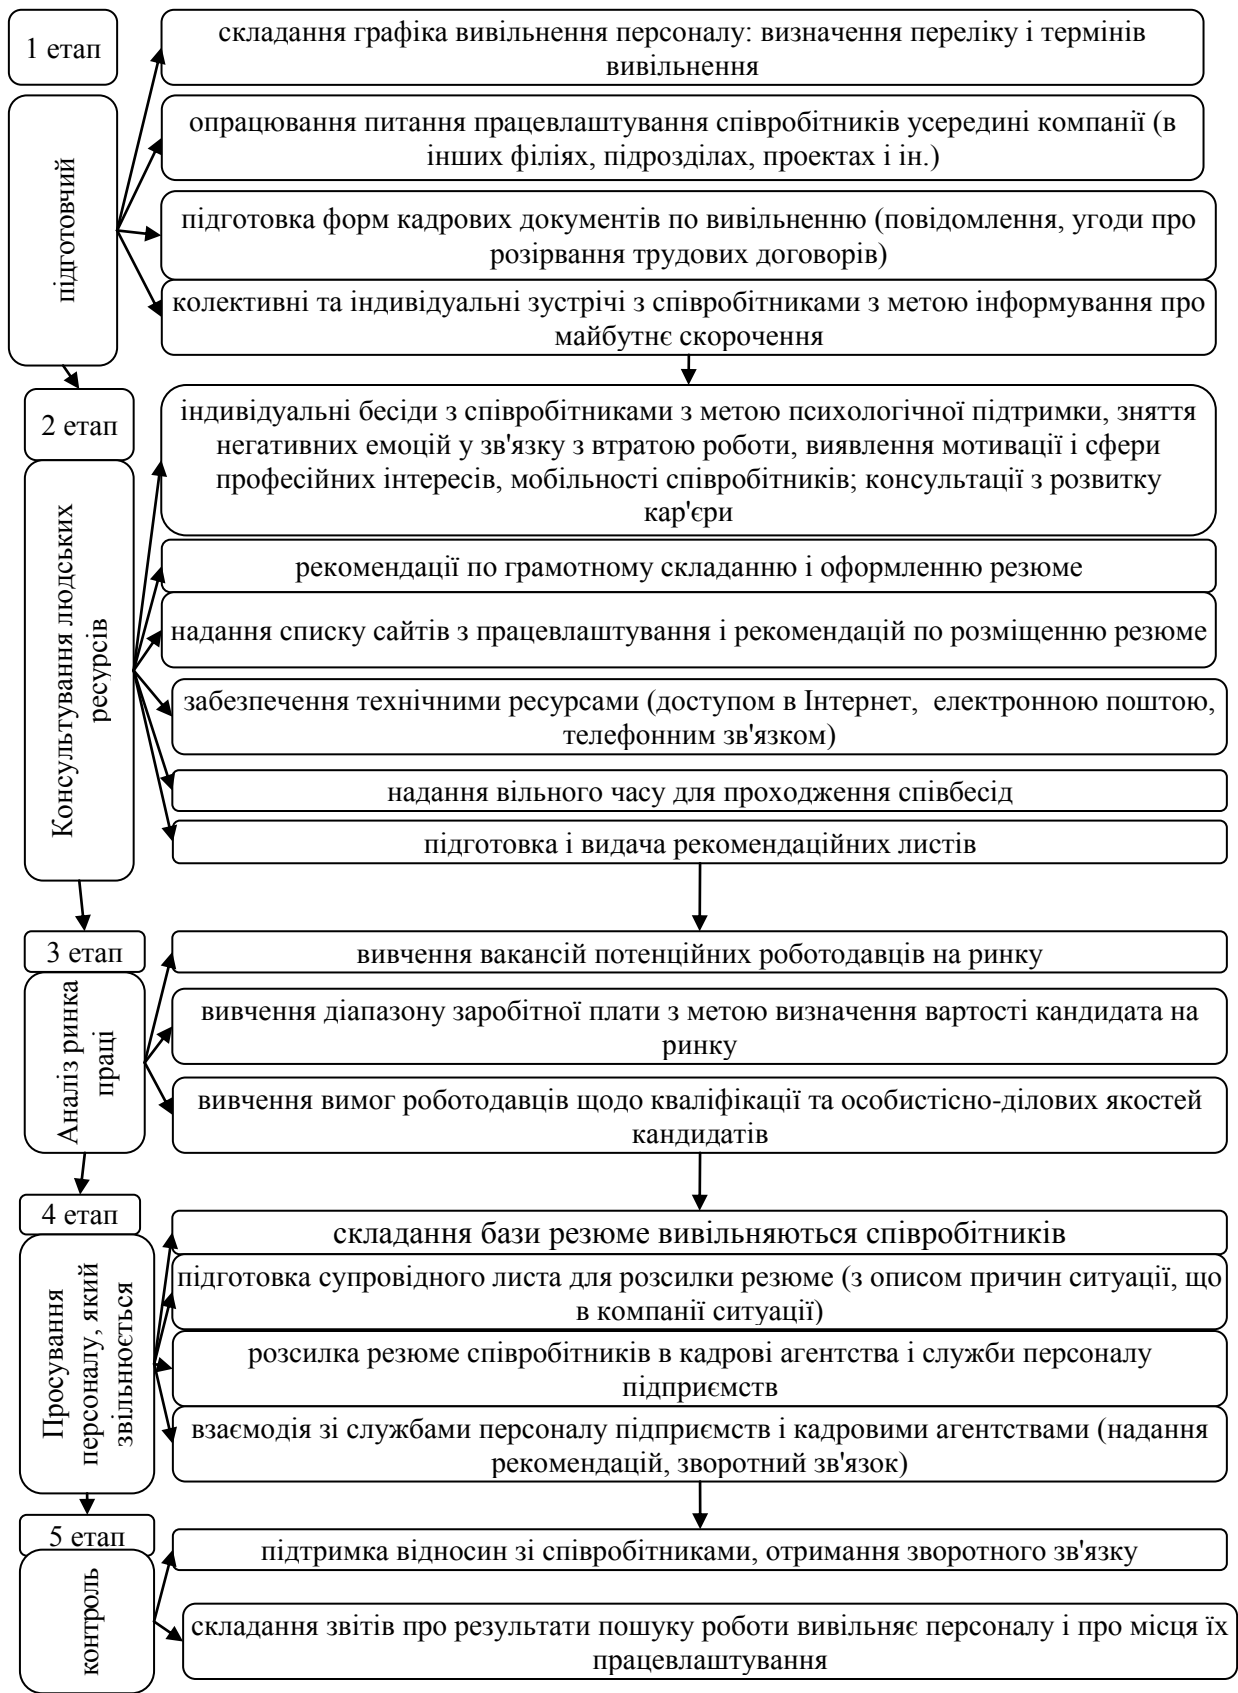 1 етап
складання графіка вивільнення персоналу: визначення переліку і термінів
вивільнення
підготовчий
опрацювання питання працевлаштування співробітників усередині компанії (в
інших філіях, підрозділах, проектах і ін.)
підготовка форм кадрових документів по вивільненню (повідомлення, угоди про
розірвання трудових договорів)
колективні та індивідуальні зустрічі з співробітниками з метою інформування про
майбутнє скорочення
2 етап
індивідуальні бесіди з співробітниками з метою психологічної підтримки, зняття
негативних емоцій у зв'язку з втратою роботи, виявлення мотивації і сфери
професійних інтересів, мобільності співробітників; консультації з розвитку
кар'єри
Консультування людських
ресурсів
рекомендації по грамотному складанню і оформленню резюме
надання списку сайтів з працевлаштування і рекомендацій по розміщенню резюме
забезпечення технічними ресурсами (доступом в Інтернет, електронною поштою,
телефонним зв'язком)
надання вільного часу для проходження співбесід
підготовка і видача рекомендаційних листів
3 етап
вивчення вакансій потенційних роботодавців на ринку
Аналіз ринка
праці
вивчення діапазону заробітної плати з метою визначення вартості кандидата на
ринку
вивчення вимог роботодавців щодо кваліфікації та особистісно-ділових якостей
кандидатів
4 етап
складання бази резюме вивільняються співробітників
Просування
персоналу, який
звільнюється
підготовка супровідного листа для розсилки резюме (з описом причин ситуації, що
в компанії ситуації)
розсилка резюме співробітників в кадрові агентства і служби персоналу
підприємств
взаємодія зі службами персоналу підприємств і кадровими агентствами (надання
рекомендацій, зворотний зв'язок)
5 етап
підтримка відносин зі співробітниками, отримання зворотного зв'язку
контроль
складання звітів про результати пошуку роботи вивільняє персоналу і про місця їх
працевлаштування